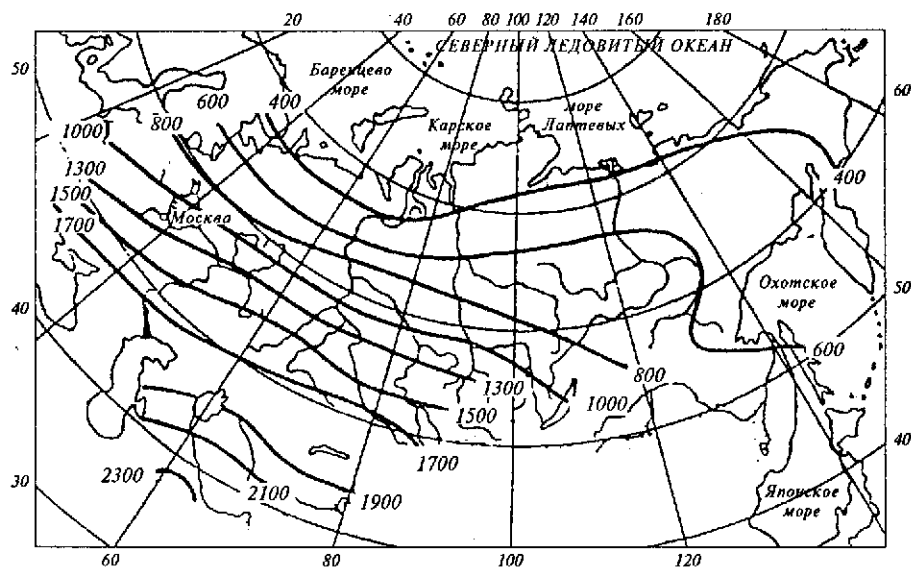 20 40 60 80 100 120 140 160 180
СЕВЕРНЫЙ ЛЕДОВИТЫЙ ОКЕАН
50
Баренцево
море
60
600
400
море
Лаптевых
Карское
море
1000
800
1300
400
1500
Москва
1700
Охотское
море
50
40
600
800
1300
1000
1500
1700
40
2300
2100
1900
30
Японское
море
60 80 100 120